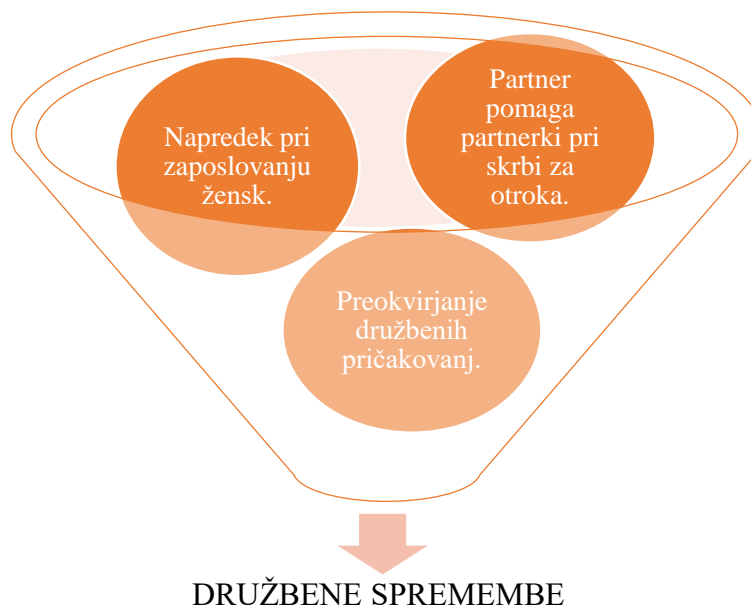 Napredek pri
zaposlovanju
žensk.
Partner
pomaga
partnerki pri
skrbi za
otroka.
Preokvirjanje
družbenih
pričakovanj.
DRUŽBENE SPREMEMBE